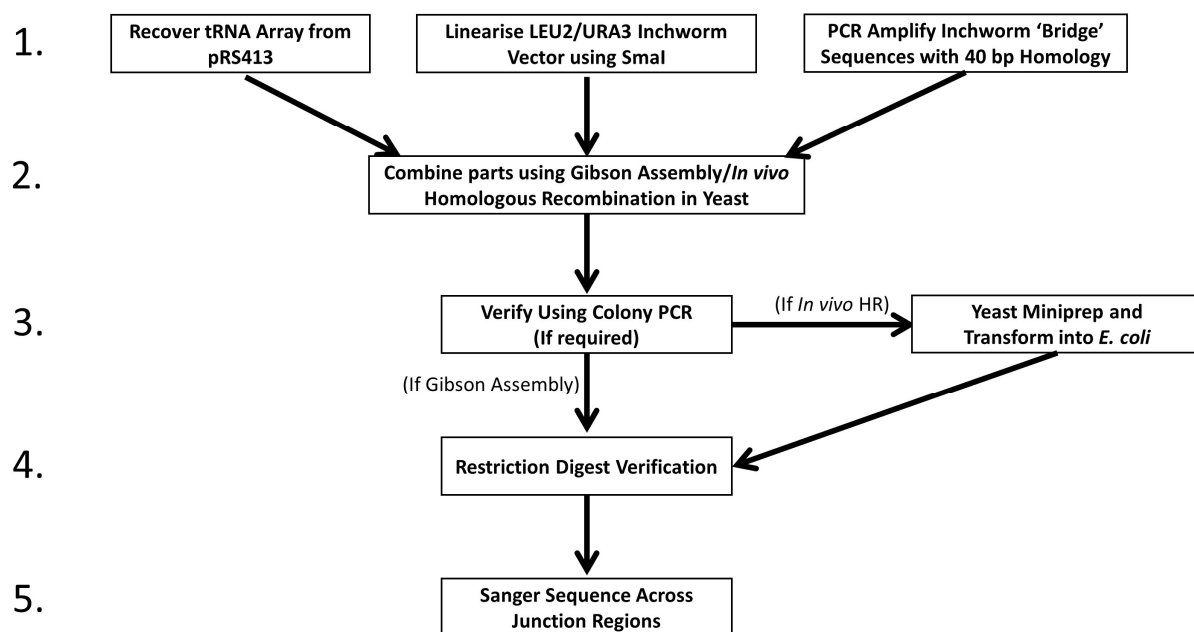 1.
Recover tRNA Array from
pRS413
Linearise LEU2/URA3 Inchworm
Vector using SmaI
PCR Amplify Inchworm ‘Bridge’
Sequences with 40 bp Homology
2.
Combine parts using Gibson Assembly/In vivo
Homologous Recombination in Yeast
3.
Verify Using Colony PCR
(If required)
(If In vivo HR)
Yeast Miniprep and
Transform into E. coli
(If Gibson Assembly)
4.
Restriction Digest Verification
5.
Sanger Sequence Across
Junction Regions